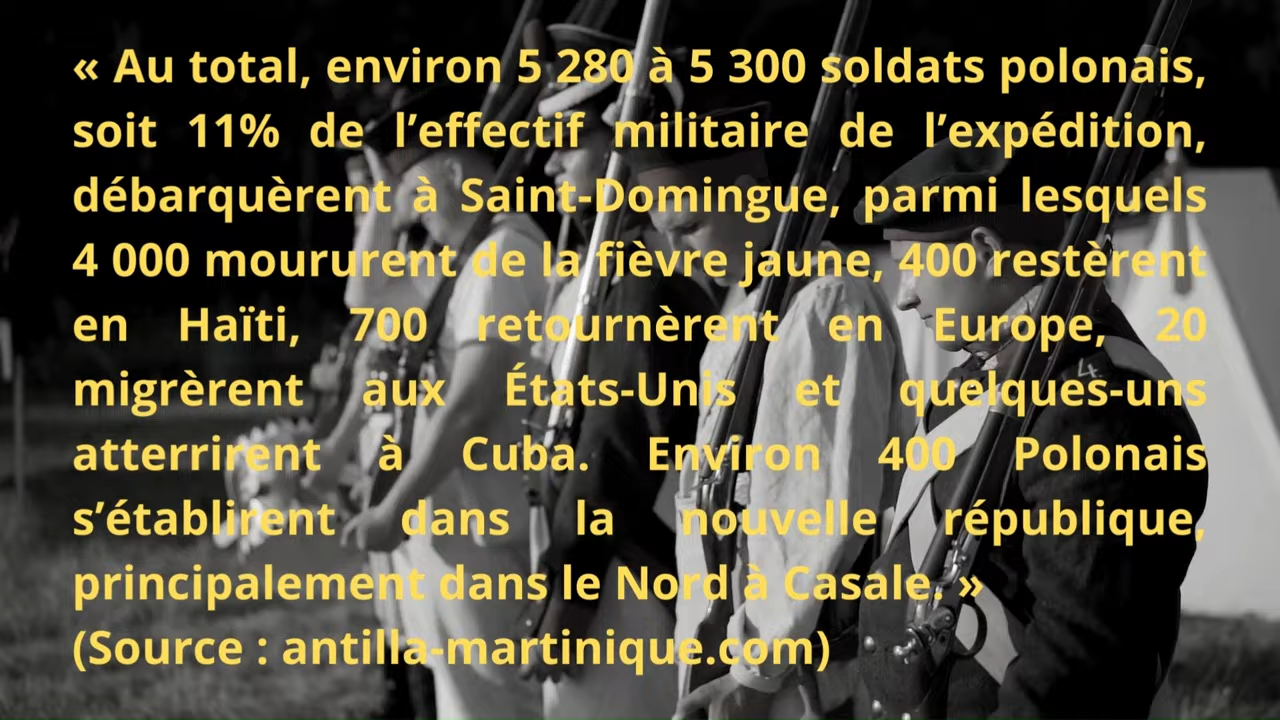 « Au total, environ 5 280 à 5 300 soldats polonais,
soit 11% de l’effectif militaire de l’expédition,
débarquèrent à Saint-Domingue, parmi lesquels
4 000 moururent de la fièvre jaune, 400 restèrent
en Haïti, 700 retournèrent en Europe, 20
migrèrent aux États-Unis et quelques-uns
atterrirent à Cuba. Environ 400 Polonais
s’établirent dans la nouvelle république,
principalement dans le Nord à Casale. »
(Source : antilla-martinique.com)
4